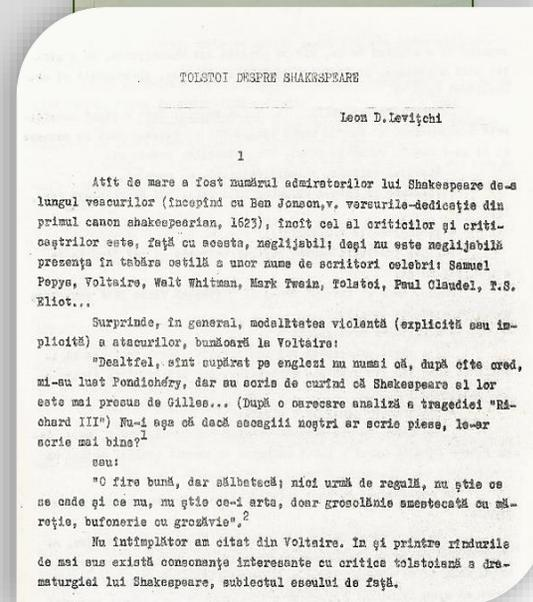 TOLSTOI DESPRE SHAKESPEARE
Leon D.Levițchi
1
Atît de mare a fost numărul admiratorilor lui Shakespeare de-a
lungul veacurilor (începînd cu Ben Jonson,v. versurile-dedicație din
primul canon shakespearian, 1623), încît cel al criticilor și criti-
caștrilor este, față cu acesta, neglijabil; deși nu este neglijabilă
prezența în tabăra ostilă a unor nume de scriitori celebri: Samuel
Pepys, Voltaire, Walt Whitman, Mark Twain, Tolstoi, Paul Claudel, T.S.
Eliot...
Surprinde, în general, modalitatea violentă (explicită sau im-
plicită) a atacurilor, bunăoară la Voltaire:
"Dealtfel, sînt supărat pe englezi nu numai că, după cîte cred,
mi-au luat Pondichéry, dar au scris de curînd că Shakespeare al lor
este mai presus de Gilles... (După o oarecare analiză a tragediei "Ri-
chard III") Nu-i așa că dacă sacagiii noștri ar scrie piese, le-ar
scrie mai bine?1
sau:
"O fire bună, dar sălbatecă; nici urmă de regulă, nu știe ce
se cade și ce nu, nu știe ce-i arta, doar grosolănie amestecată cu mă-
reție, bufonerie cu grozăvie".2
Nu întîmplător am citat din Voltaire. În și printre rîndurile
de mai sus există consonanțe interesante cu critica tolstoiană a dra-
maturgiei lui Shakespeare, subiectul eseului de față.